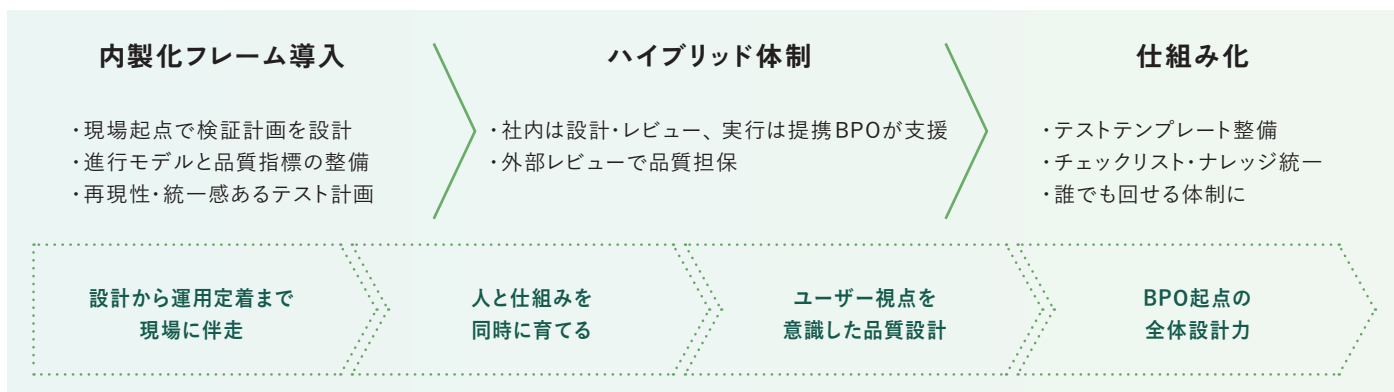 内製化フレーム導入
・現場起点で検証計画を設計
・進行モデルと品質指標の整備
・再現性・統一感あるテスト計画
ハイブリッド体制
・社内は設計・レビュー、実行は提携BPOが支援
・外部レビューで品質担保
仕組み化
・テストテンプレート整備
・チェックリスト・ナレッジ統一
・誰でも回せる体制に
設計から運用定着まで
現場に伴走
人と仕組みを
同時に育てる
ユーザー視点を
意識した品質設計
BPO起点の
全体設計力